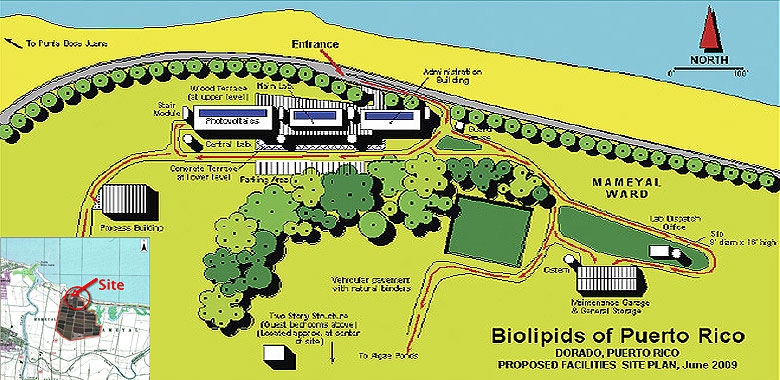 To Punta Boca Juana
Entrance
NORTH
0' 100'
Administration
Building
Wood Terrace
(at upper level)
Main Lab.
Stair
Module
Photovoltaics
Central Lab.
Concrete Terrace
at lower level
Parking Area
Guard
House
MAMEYAL
WARD
Process Building
Lab Dispatch
Office
Silo
8' diam x 16' high
Cistern
Site
Vehicular pavement
with natural binders
Maintenance Garage
& General Storage
Two Story Structure
(Guest bedrooms above)
(Located approx. at center
of site)
To Algae Ponds
Biolipids of Puerto Rico
DORADO, PUERTO RICO
PROPOSED FACILITIES SITE PLAN, June 2009